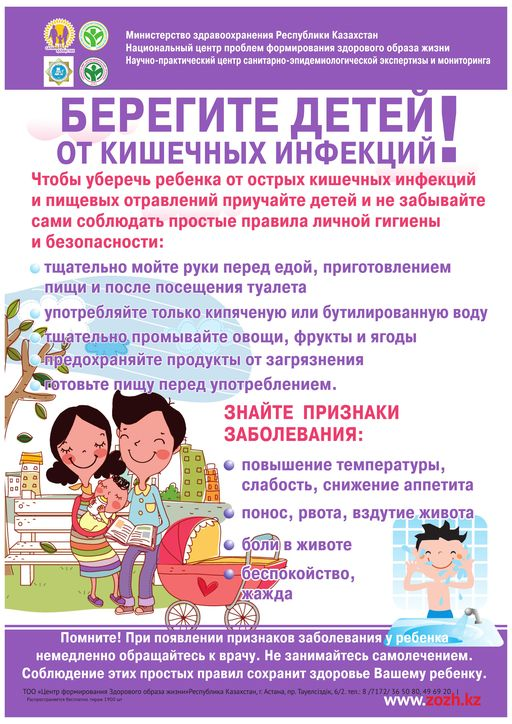 Министерство здравоохранения Республики Казахстан
Национальный центр проблем формирования здорового образа жизни
Научно-практический центр санитарно-эпидемиологической экспертизы и мониторинга
БЕРЕГИТЕ ДЕТЕЙ!
ОТ КИШЕЧНЫХ ИНФЕКЦИЙ
Чтобы уберечь ребенка от острых кишечных инфекций
и пищевых отравлений приучайте детей и не забывайте
сами соблюдать простые правила личной гигиены
и безопасности:
тщательно мойте руки перед едой, приготовлением
пищи и после посещения туалета
употребляйте только кипяченую или бутилированную воду
тщательно промывайте овощи, фрукты и ягоды
предохраняйте продукты от загрязнения
готовьте пищу перед употреблением.
ЗНАЙТЕ ПРИЗНАКИ
ЗАБОЛЕВАНИЯ:
повышение температуры,
слабость, снижение аппетита
понос, рвота, вздутие живота
боли в животе
беспокойство,
жажда
Помните! При появлении признаков заболевания у ребенка
немедленно обращайтесь к врачу. Не занимайтесь самолечением.
Соблюдение этих простых правил сохранит здоровье Вашему ребенку.
ТОО «Центр формирования Здорового образа жизни»Республики Казахстан, г. Астана, пр. Тауелсіздік, 6/2. тел.: 8 /7172/ 36 50 80, 49 69 20
Распространяется бесплатно. тираж 1900 шт
www.zozh.kz